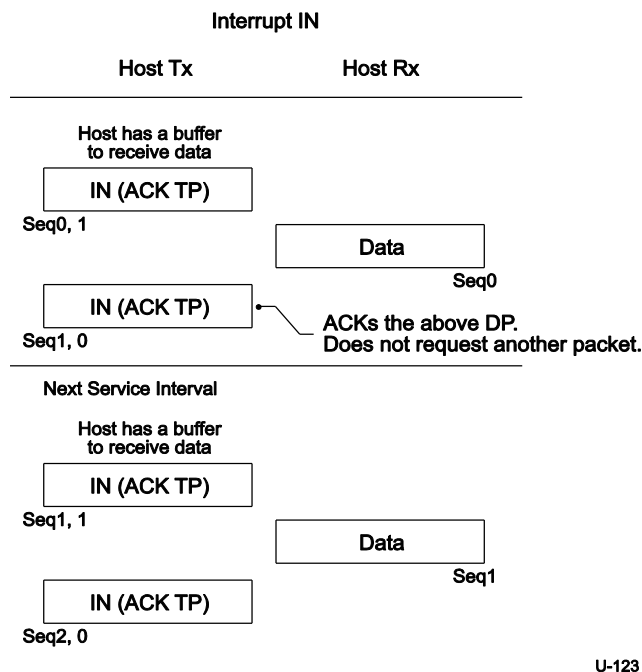 Interrupt IN
Host Tx
Host Rx
Host has a buffer
to receive data
IN (ACK TP)
Seq0, 1
Data
Seq0
IN (ACK TP)
Seq1, 0
ACKs the above DP.
Does not request another packet.
Next Service Interval
Host has a buffer
to receive data
IN (ACK TP)
Seq1, 1
Data
Seq1
IN (ACK TP)
Seq2, 0
U-123